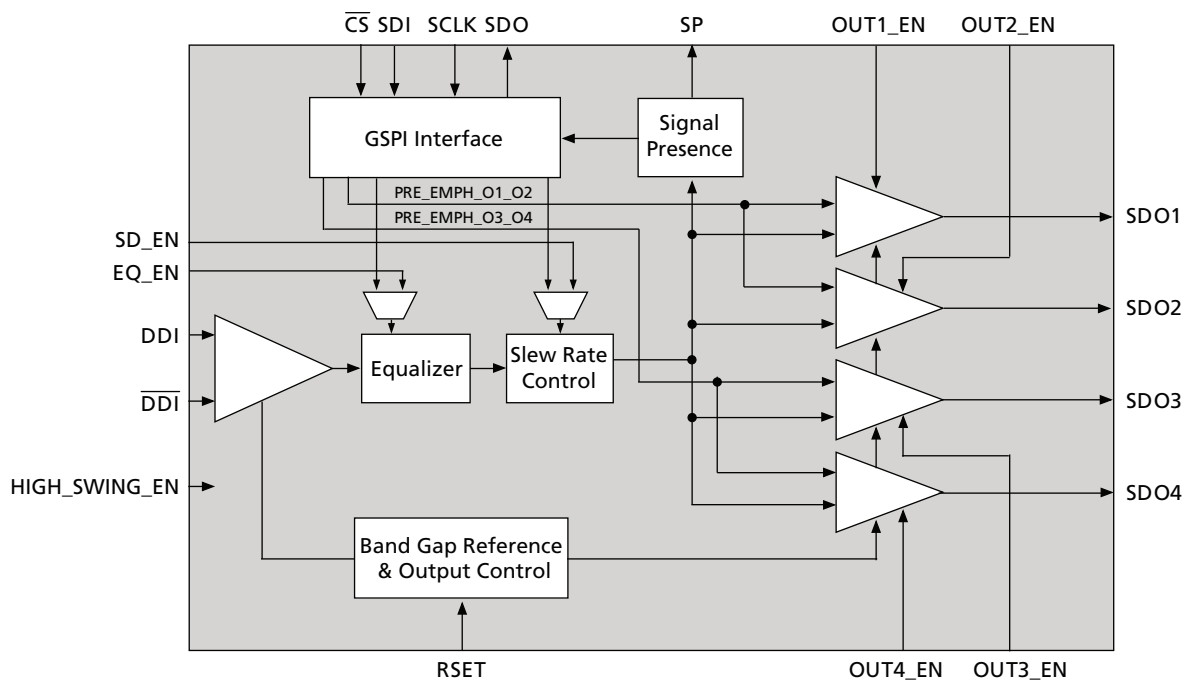 CS SDI SCLK SDO SP OUT1_EN OUT2_EN
GSPI Interface
Signal
Presence
PRE_EMPH_O1_O2
PRE_EMPH_O3_O4
SDO1
SD_EN
EQ_EN
SDO2
DDI
Equalizer
Slew Rate
Control
DDI
SDO3
HIGH_SWING_EN
SDO4
Band Gap Reference
& Output Control
RSET OUT4_EN OUT3_EN